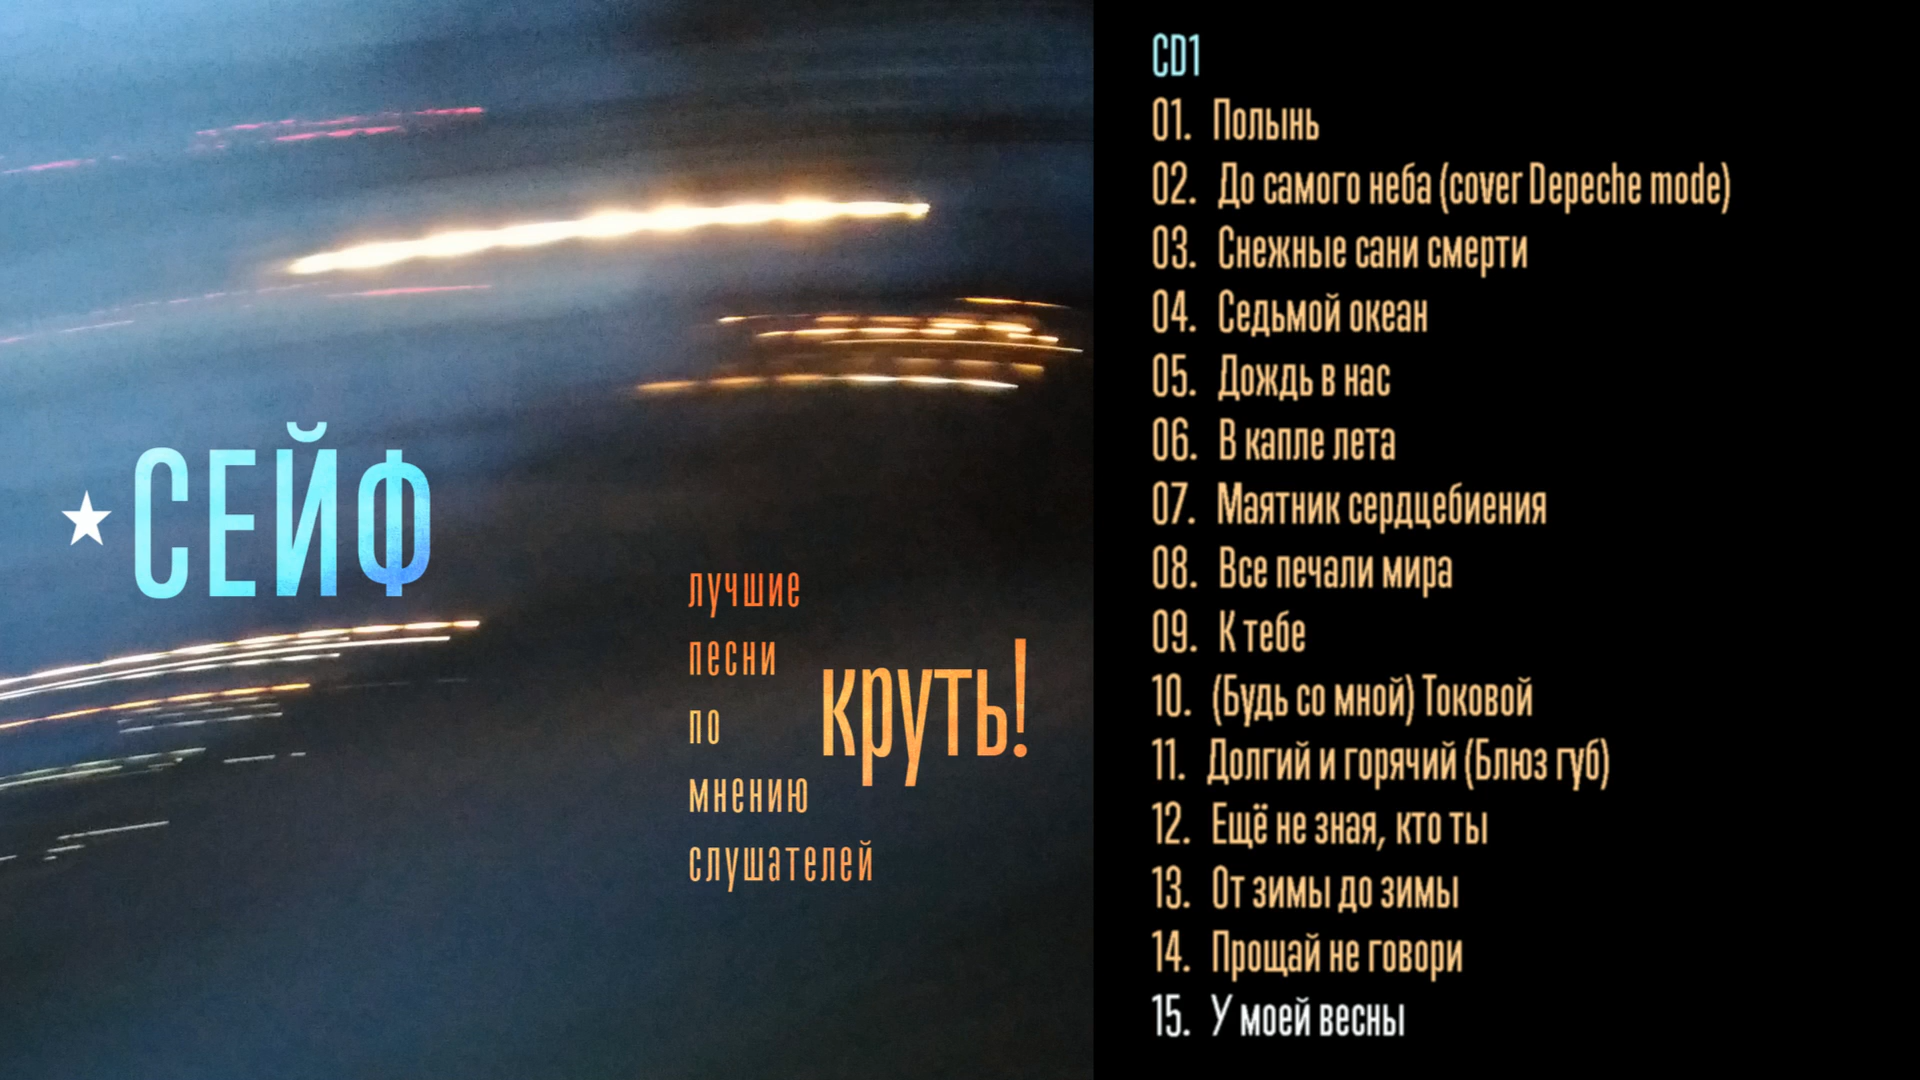 СЕЙФ
лучшие
песни
по
мнению
слушателей
круть!
CD1
01. Полынь
02. До самого неба (cover Depeche mode)
03. Снежные сани смерти
04. Седьмой океан
05. Дождь в нас
06. В капле лета
07. Маятник сердцебиения
08. Все печали мира
09. К тебе
10. (Будь со мной) Токовой
11. Долгий и горячий (Блюз губ)
12. Ещё не зная, кто ты
13. От зимы до зимы
14. Прощай не говори
15. У моей весны